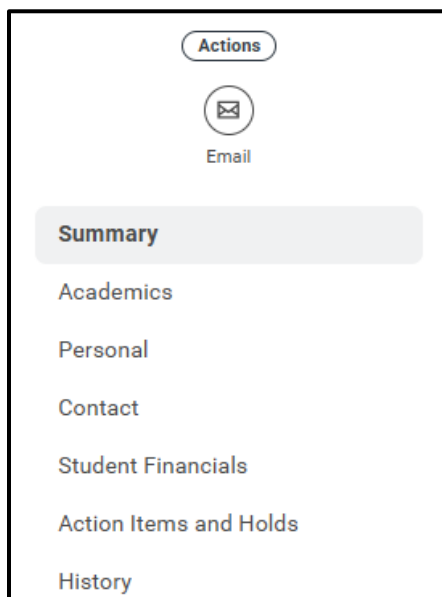 Actions
Email
Summary
Academics
Personal
Contact
Student Financials
Action Items and Holds
History